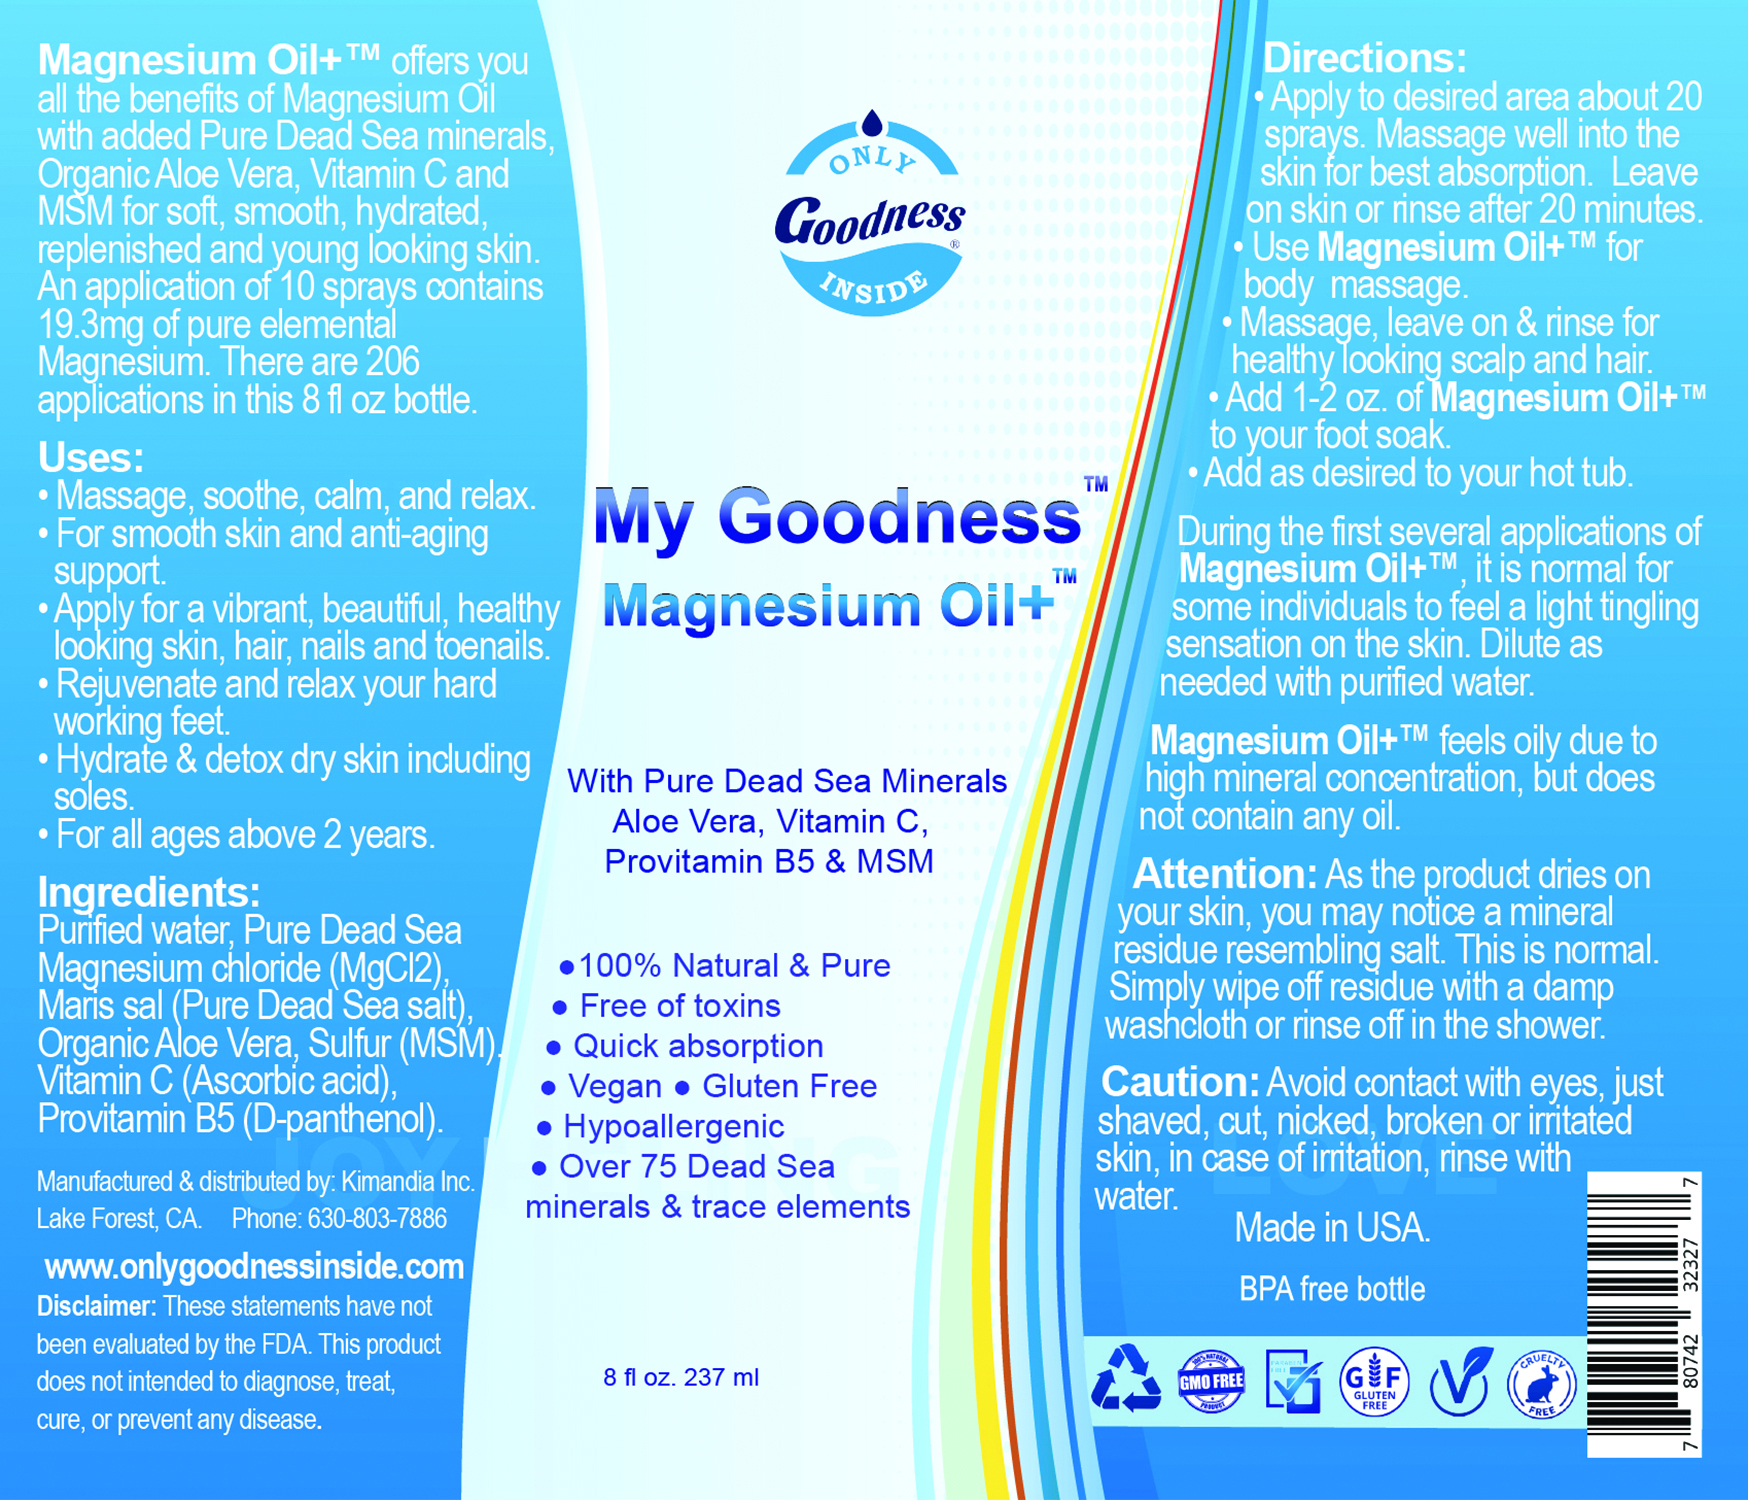 Magnesium Oil+™ offers you
all the benefits of Magnesium Oil
with added Pure Dead Sea minerals,
Organic Aloe Vera, Vitamin C and
MSM for soft, smooth, hydrated,
replenished and young looking skin.
An application of 10 sprays contains
19.3mg of pure elemental
Magnesium. There are 206
applications in this 8 fl oz bottle.
Uses:
• Massage, soothe, calm, and relax.
• For smooth skin and anti-aging
support.
• Apply for a vibrant, beautiful, healthy
looking skin, hair, nails and toenails.
• Rejuvenate and relax your hard
working feet.
• Hydrate & detox dry skin including
soles.
• For all ages above 2 years.
Ingredients:
Purified water, Pure Dead Sea
Magnesium chloride (MgCl2),
Maris sal (Pure Dead Sea salt),
Organic Aloe Vera, Sulfur (MSM).
Vitamin C (Ascorbic acid),
Provitamin B5 (D-panthenol).
Manufactured & distributed by: Kimandia Inc.
Lake Forest, CA. Phone: 630-803-7886
www.onlygoodnessinside.com
Disclaimer: These statements have not
been evaluated by the FDA. This product
does not intended to diagnose, treat,
cure, or prevent any disease.
ONLY
Goodness®
INSIDE
My Goodness™
Magnesium Oil+™
With Pure Dead Sea Minerals
Aloe Vera, Vitamin C,
Provitamin B5 & MSM
●100% Natural & Pure
● Free of toxins
● Quick absorption
● Vegan ● Gluten Free
● Hypoallergenic
● Over 75 Dead Sea
minerals & trace elements
8 fl oz. 237 ml
Directions:
• Apply to desired area about 20
sprays. Massage well into the
skin for best absorption. Leave
on skin or rinse after 20 minutes.
• Use Magnesium Oil+™ for
body massage.
• Massage, leave on & rinse for
healthy looking scalp and hair.
• Add 1-2 oz. of Magnesium Oil+™
to your foot soak.
• Add as desired to your hot tub.
During the first several applications of
Magnesium Oil+™, it is normal for
some individuals to feel a light tingling
sensation on the skin. Dilute as
needed with purified water.
Magnesium Oil+™ feels oily due to
high mineral concentration, but does
not contain any oil.
Attention: As the product dries on
your skin, you may notice a mineral
residue resembling salt. This is normal.
Simply wipe off residue with a damp
washcloth or rinse off in the shower.
Caution: Avoid contact with eyes, just
shaved, cut, nicked, broken or irritated
skin, in case of irritation, rinse with
water.
LOVE
Made in USA.
BPA free bottle
100% NATURAL
GMO FREE
PRODUCT
G F
GLUTEN
FREE
V
CRUELTY
FREE
7 80742 32327 7